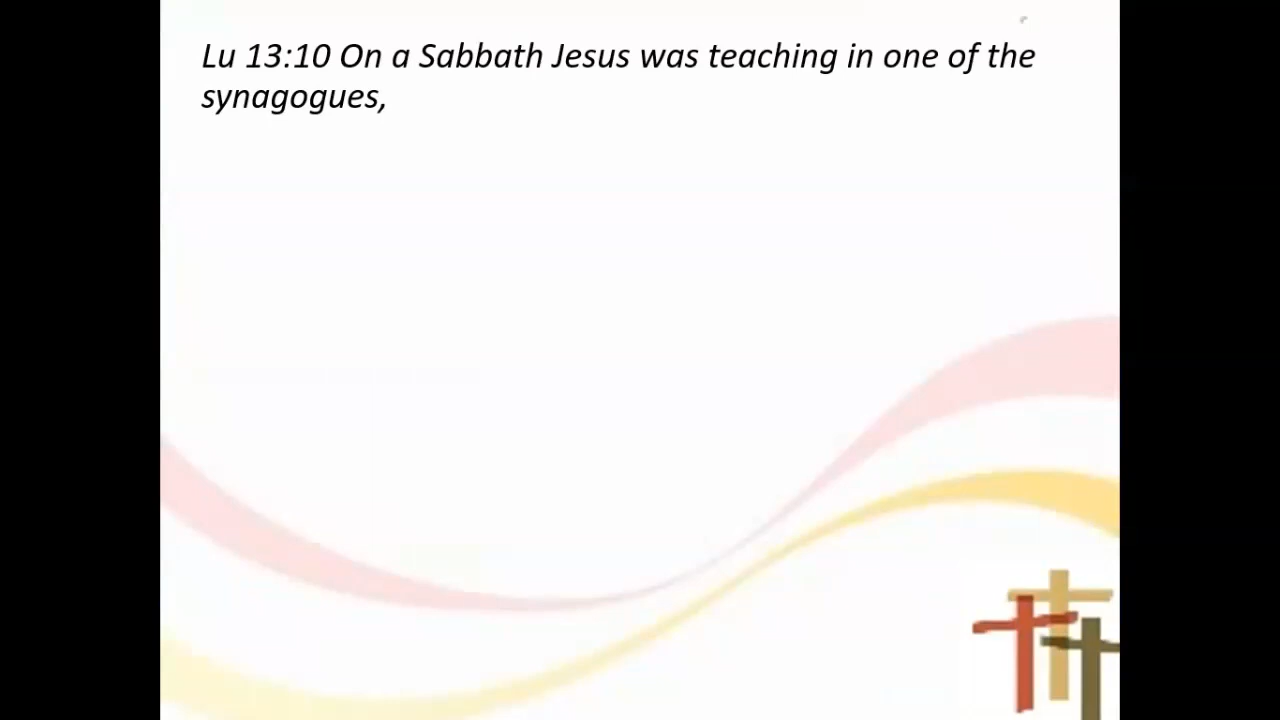 Lu 13:10 On a Sabbath Jesus was teaching in one of the
synagogues,